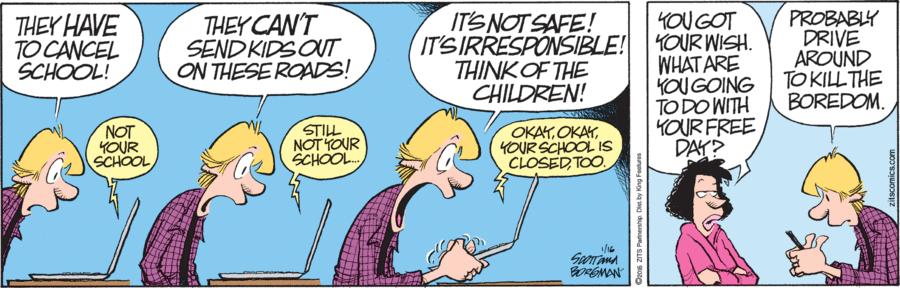 THEY HAVE
TO CANCEL
SCHOOL!
NOT
YOUR
SCHOOL
THEY CAN'T
SEND KIDS OUT
ON THESE ROADS!
STILL
NOT YOUR
SCHOOL...
IT'S NOT SAFE!
IT'S IRRESPONSIBLE!
THINK OF THE
CHILDREN!
OKAY, OKAY,
YOUR SCHOOL IS
CLOSED, TOO.
1/16
SCOTT AND
BORGMAN
©2016 ZITS Partnership. Dist. by King Features
YOU GOT
YOUR WISH.
WHAT ARE
YOU GOING
TO DO WITH
YOUR FREE
DAY?
PROBABLY
DRIVE
AROUND
TO KILL THE
BOREDOM.
zitscomics.com